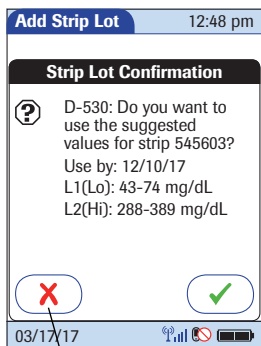 Add Strip Lot 12:48 pm
Strip Lot Confirmation
D-530: Do you want to
use the suggested
values for strip 545603?
Use by: 12/10/17
L1(Lo): 43-74 mg/dL
L2(Hi): 288-389 mg/dL
03/17/17